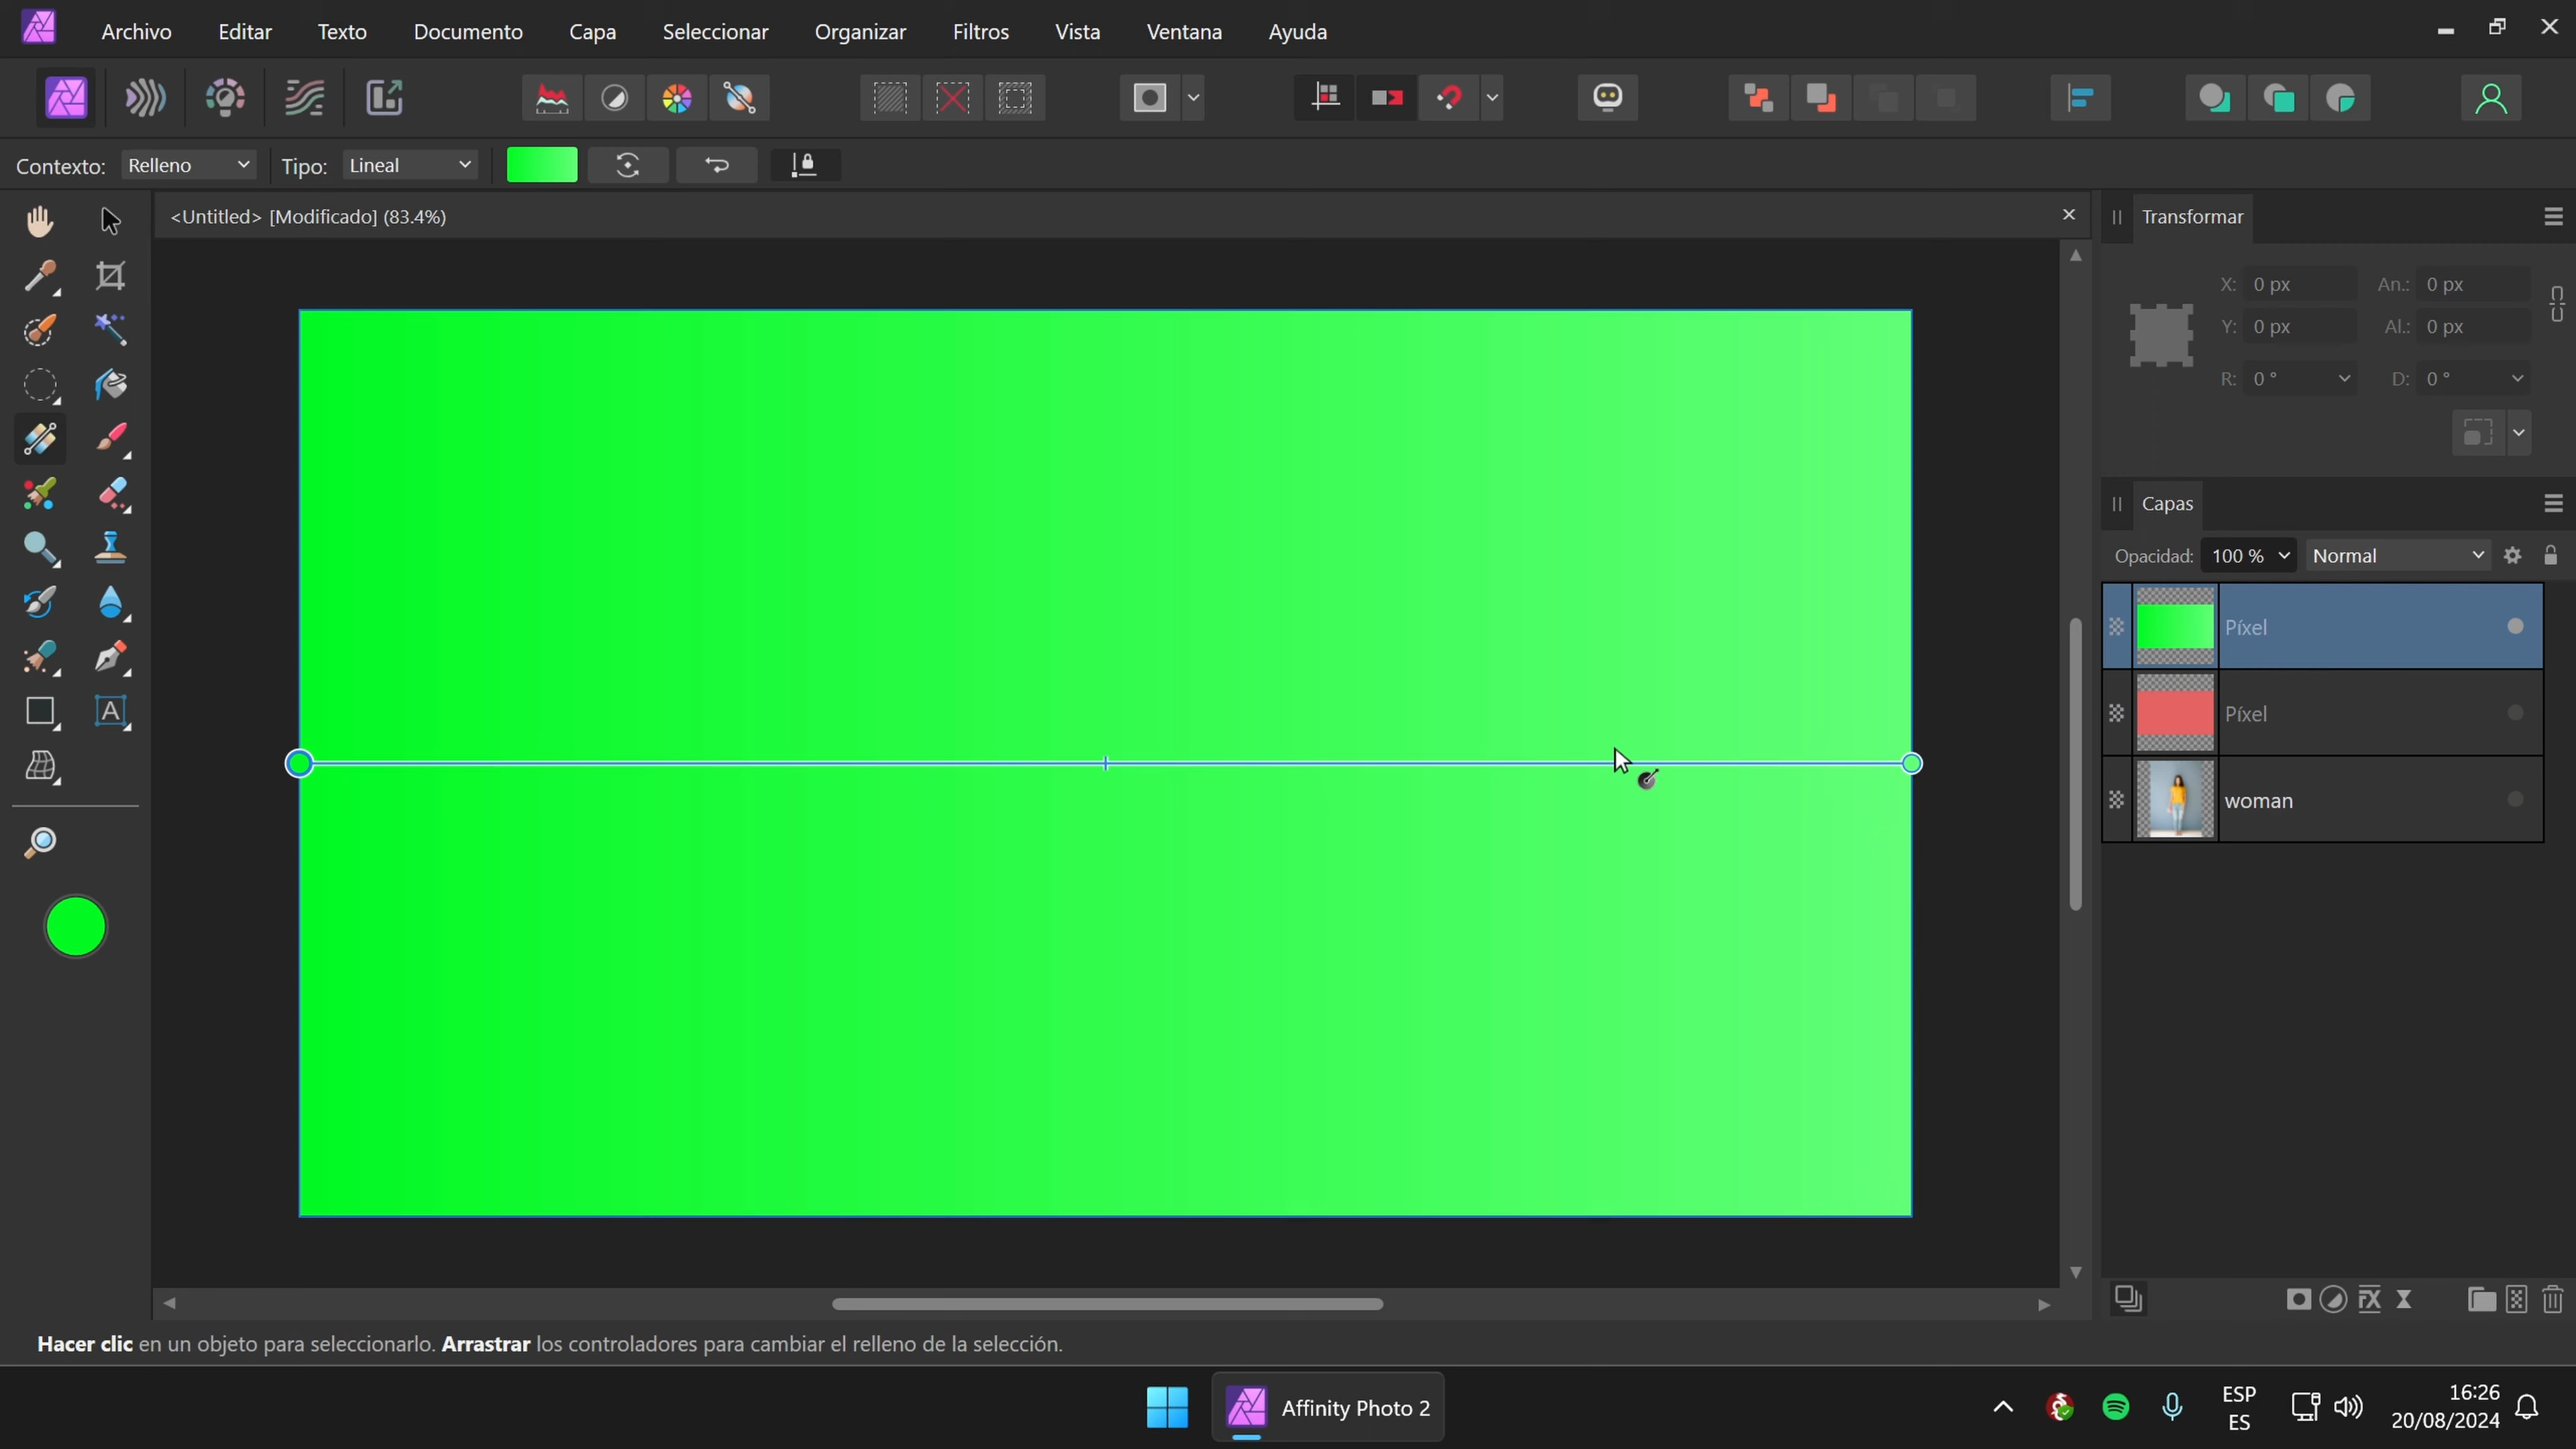 Archivo Editar Texto Documento Capa Seleccionar Organizar Filtros Vista Ventana Ayuda
Contexto: Relleno Tipo: Lineal
<Untitled> [Modificado] (83.4%)
Transformar
X: 0 px An.: 0 px
Y: 0 px Al.: 0 px
R: 0 ° D: 0 °
Capas
Opacidad: 100 % Normal
Píxel
Píxel
woman
A
Hacer clic en un objeto para seleccionarlo. Arrastrar los controladores para cambiar el relleno de la selección.
Affinity Photo 2
ESP
ES
16:26
20/08/2024